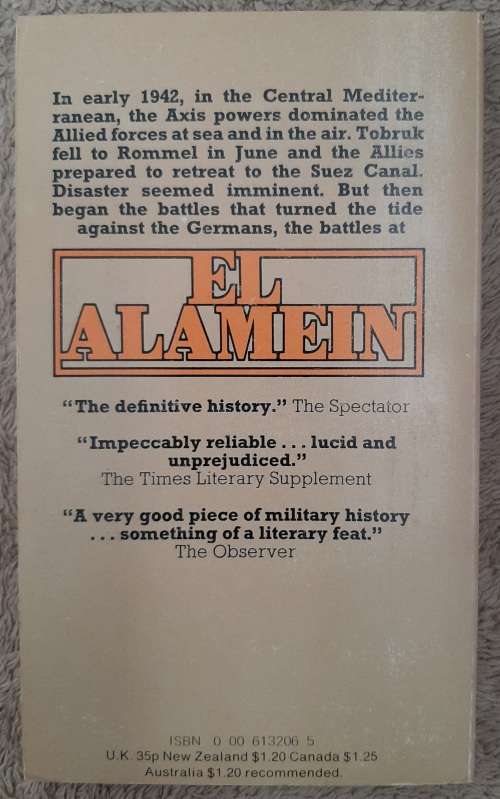 In early 1942, in the Central Mediter-
ranean, the Axis powers dominated the
Allied forces at sea and in the air. Tobruk
fell to Rommel in June and the Allies
prepared to retreat to the Suez Canal.
Disaster seemed imminent. But then
began the battles that turned the tide
against the Germans, the battles at
EL
ALAMEIN
“The definitive history.” The Spectator
“Impeccably reliable . . . lucid and
unprejudiced.”
The Times Literary Supplement
“A very good piece of military history
. . . something of a literary feat.”
The Observer
ISBN 0 00 613206 5
U.K. 35p New Zealand $1.20 Canada $1.25
Australia $1.20 recommended.